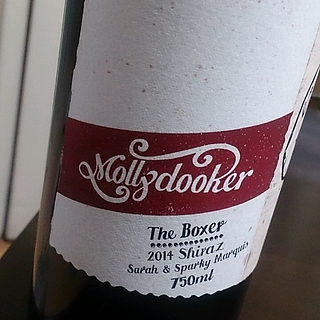 Mollydooker
The Boxer
2014 Shiraz
Sarah & Sparky Marquis
750ml